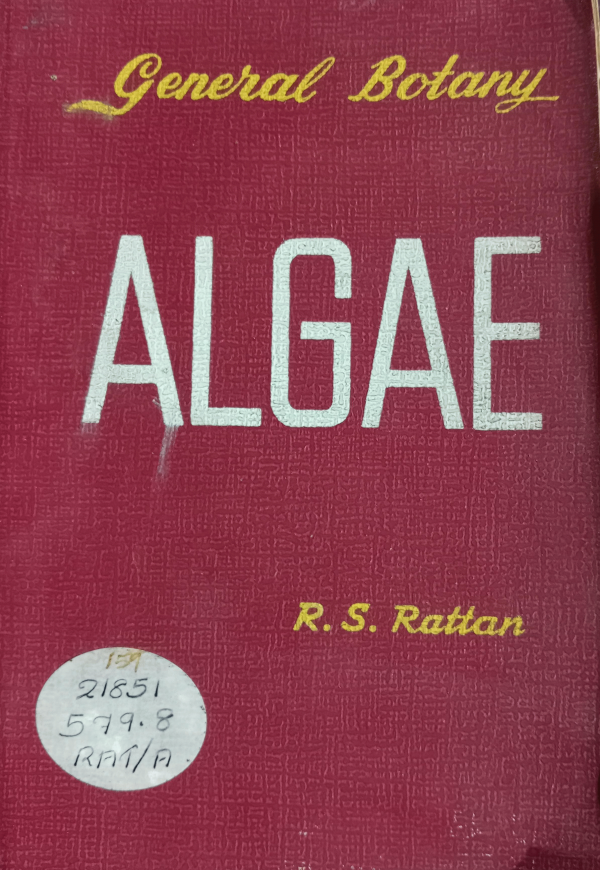 General Botany
ALGAE
R. S. Rattan
159
21851
579.8
RAT/A